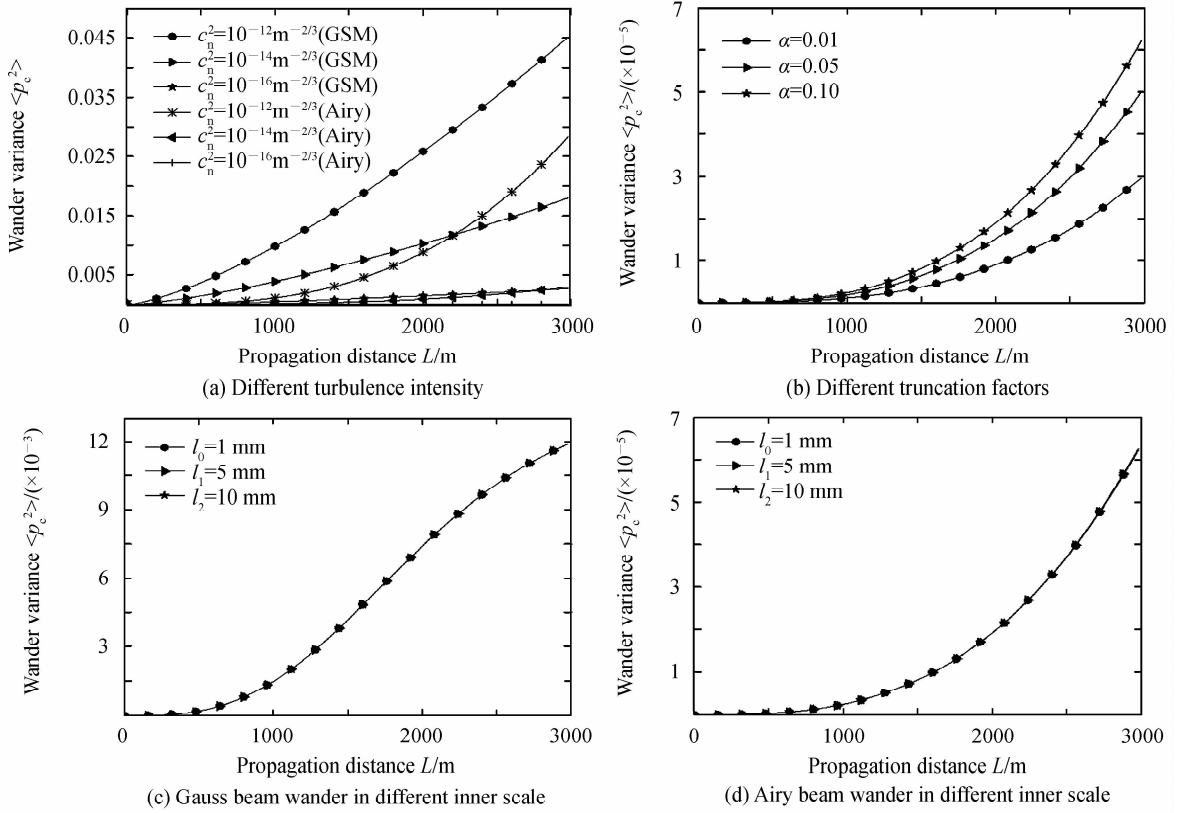 Wander variance <p_c^2>
0.045
0.035
0.025
0.015
0.005
c_n^2=10^−12m^−2/3(GSM)
c_n^2=10^−14m^−2/3(GSM)
c_n^2=10^−16m^−2/3(GSM)
c_n^2=10^−12m^−2/3(Airy)
c_n^2=10^−14m^−2/3(Airy)
c_n^2=10^−16m^−2/3(Airy)
0 1000 2000 3000
Propagation distance L/m
(a) Different turbulence intensity
Wander variance <p_c^2>/(×10^−5)
7
5
3
1
α=0.01
α=0.05
α=0.10
0 1000 2000 3000
Propagation distance L/m
(b) Different truncation factors
Wander variance <p_c^2>/(×10^−3)
12
9
6
3
l_0=1 mm
l_1=5 mm
l_2=10 mm
0 1000 2000 3000
Propagation distance L/m
(c) Gauss beam wander in different inner scale
Wander variance <p_c^2>/(×10^−5)
7
5
3
1
l_0=1 mm
l_1=5 mm
l_2=10 mm
0 1000 2000 3000
Propagation distance L/m
(d) Airy beam wander in different inner scale